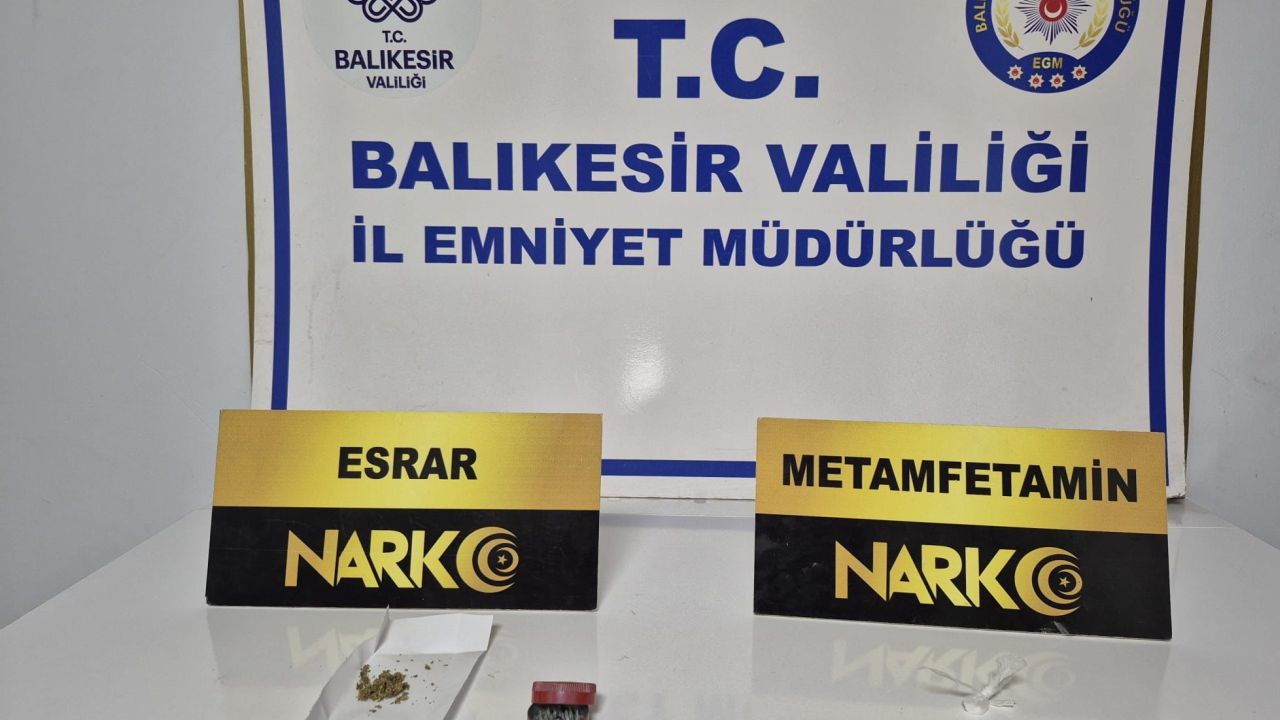 T.C.
BALIKESİR
VALİLİĞİ
T.C.
EGM
BALIKESİR VALİLİĞİ
İL EMNİYET MÜDÜRLÜĞÜ
ESRAR
NARKO
METAMFETAMİN
NARKO